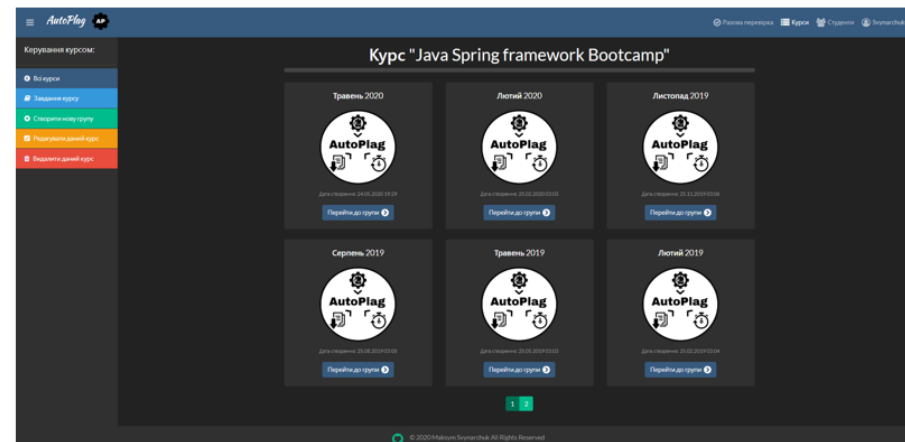 AutoPlag AP
Разова перевірка Курси Студенти Svynarchuk
Керування курсом:
Всі курси
Завдання курсу
Створити нову групу
Редагувати даний курс
Видалити даний курс
Курс "Java Spring framework Bootcamp"
Травень 2020
AutoPlag
Дата створення: 24.05.2020 19:29
Перейти до групи
Лютий 2020
AutoPlag
Дата створення: 25.02.2020 03:03
Перейти до групи
Листопад 2019
AutoPlag
Дата створення: 25.11.2019 03:06
Перейти до групи
Серпень 2019
AutoPlag
Дата створення: 25.08.2019 03:05
Перейти до групи
Травень 2019
AutoPlag
Дата створення: 25.05.2019 03:03
Перейти до групи
Лютий 2019
AutoPlag
Дата створення: 25.02.2019 03:04
Перейти до групи
1 2
© 2020 Maksym Svynarchuk All Rights Reserved